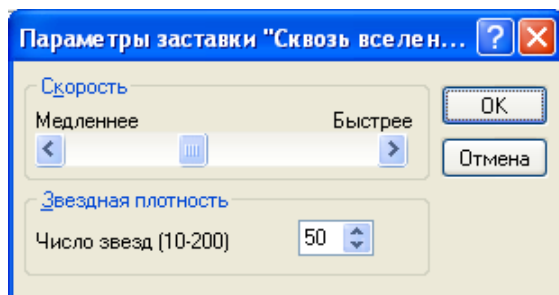 Параметры заставки "Сквозь вселен...
Скорость
Медленнее Быстрее
OK
Отмена
Звездная плотность
Число звезд (10-200) 50